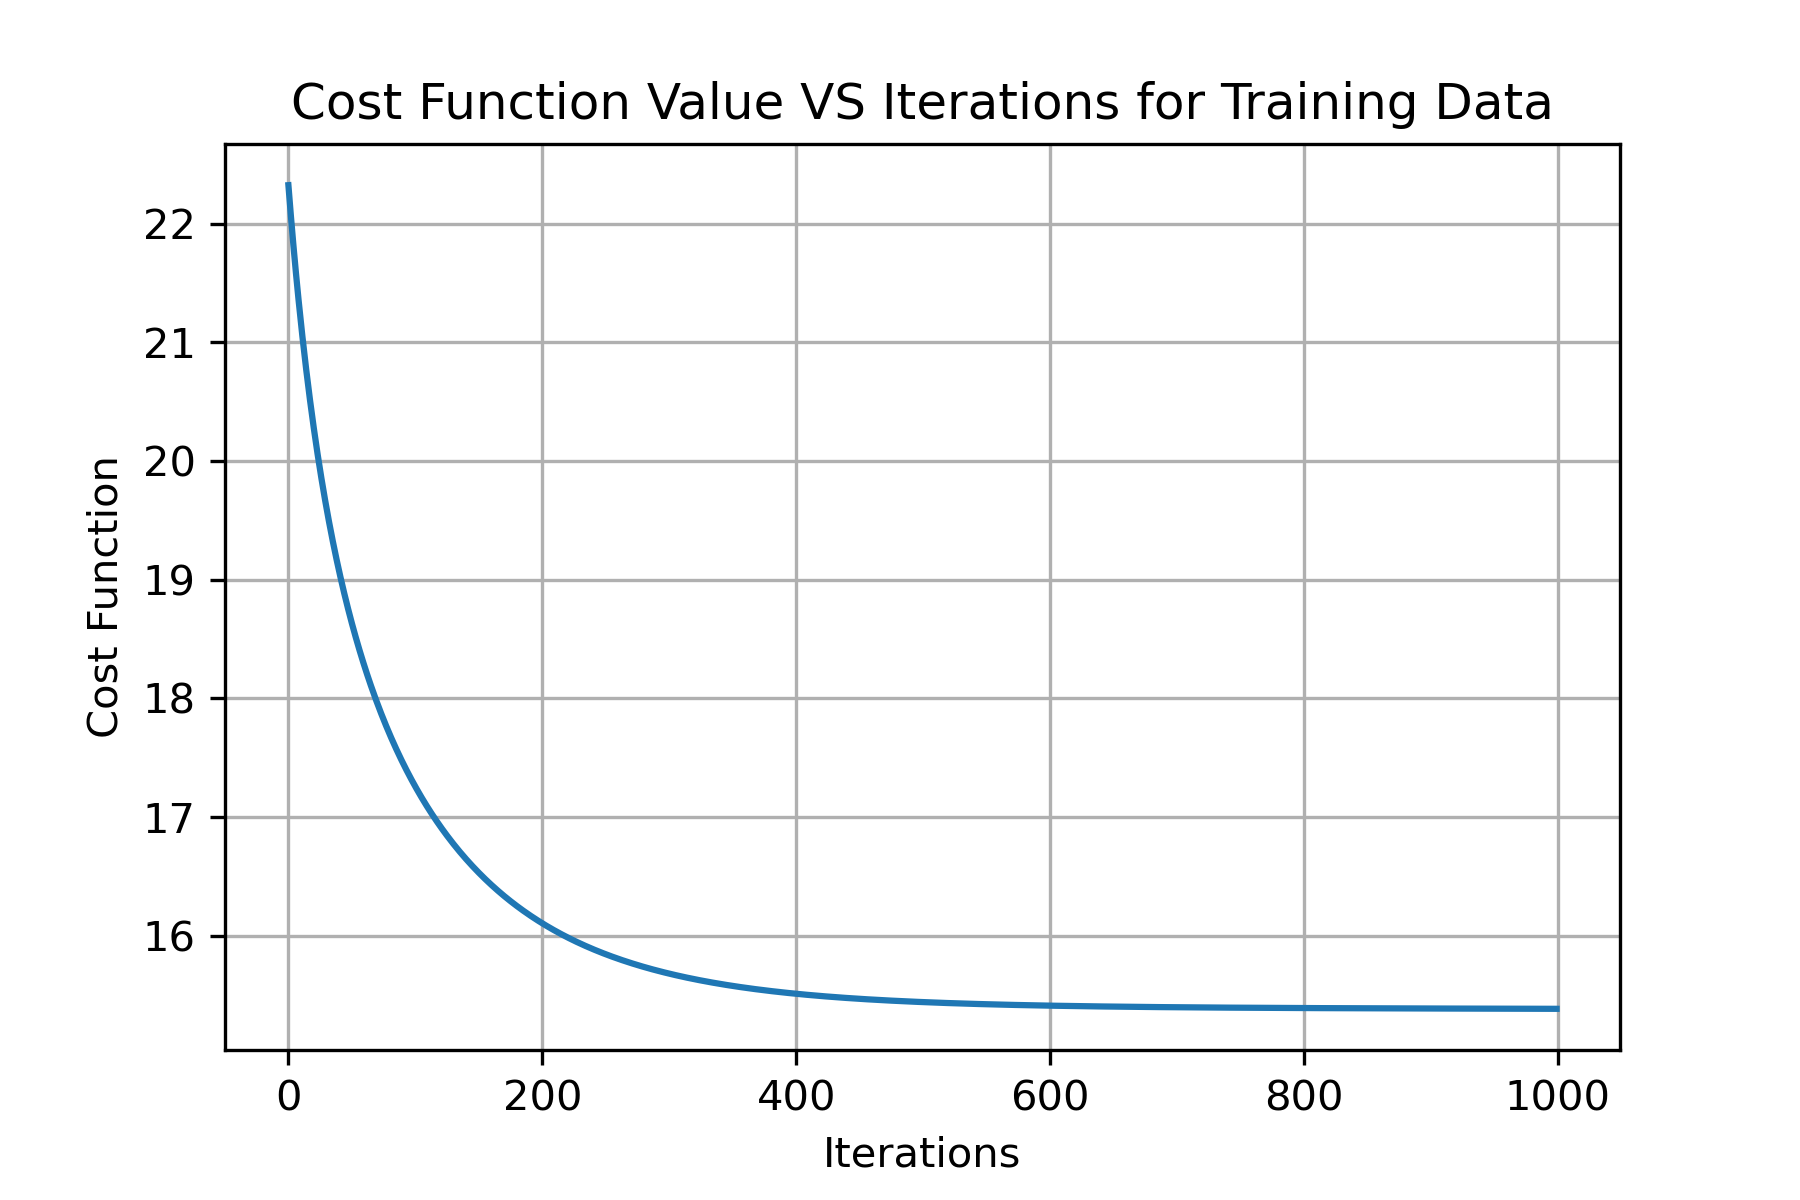 Cost Function Value VS Iterations for Training Data
22
21
20
19
18
17
16
Cost Function
0 200 400 600 800 1000
Iterations